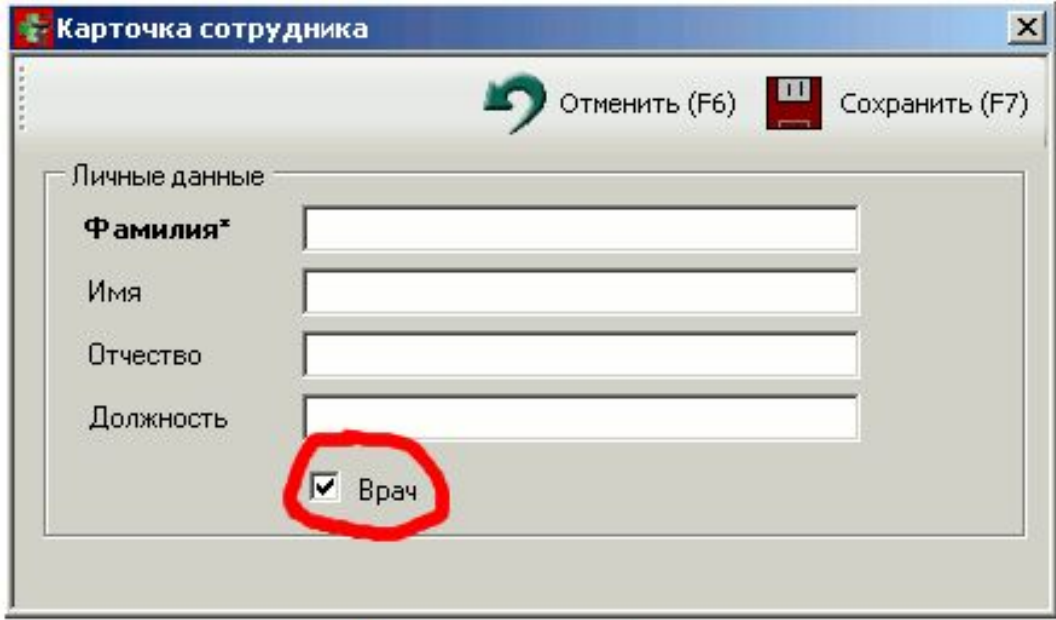 Карточка сотрудника
Отменить (F6) Сохранить (F7)
Личные данные
Фамилия*
Имя
Отчество
Должность
Врач